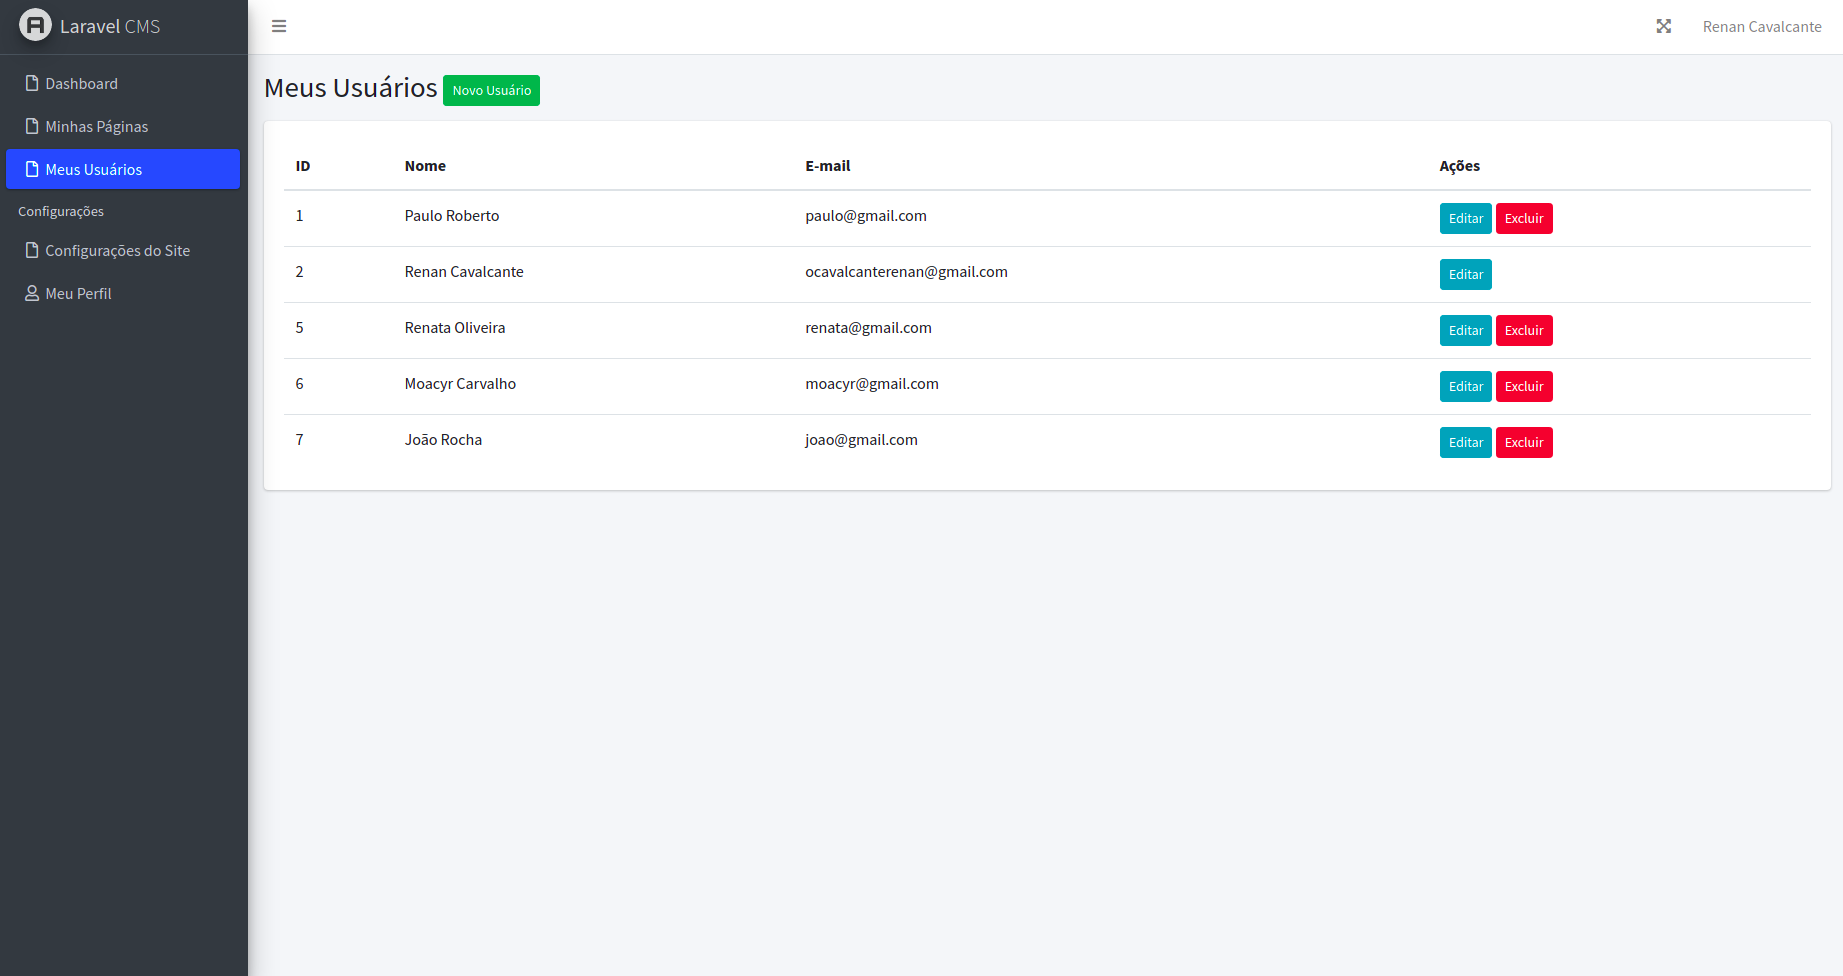 Laravel CMS
Renan Cavalcante
Dashboard
Minhas Páginas
Meus Usuários
Configurações
Configurações do Site
Meu Perfil
Meus Usuários Novo Usuário
ID Nome E-mail Ações
1 Paulo Roberto paulo@gmail.com Editar Excluir
2 Renan Cavalcante ocavalcanterenan@gmail.com Editar
5 Renata Oliveira renata@gmail.com Editar Excluir
6 Moacyr Carvalho moacyr@gmail.com Editar Excluir
7 João Rocha joao@gmail.com Editar Excluir